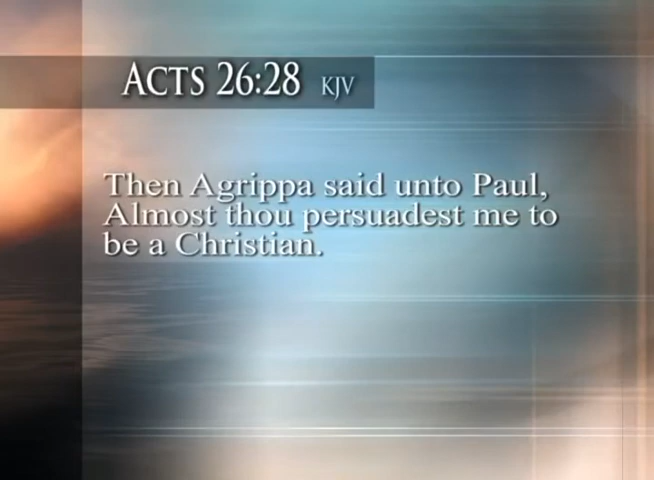 ACTS 26:28 KJV
Then Agrippa said unto Paul,
Almost thou persuadest me to
be a Christian.